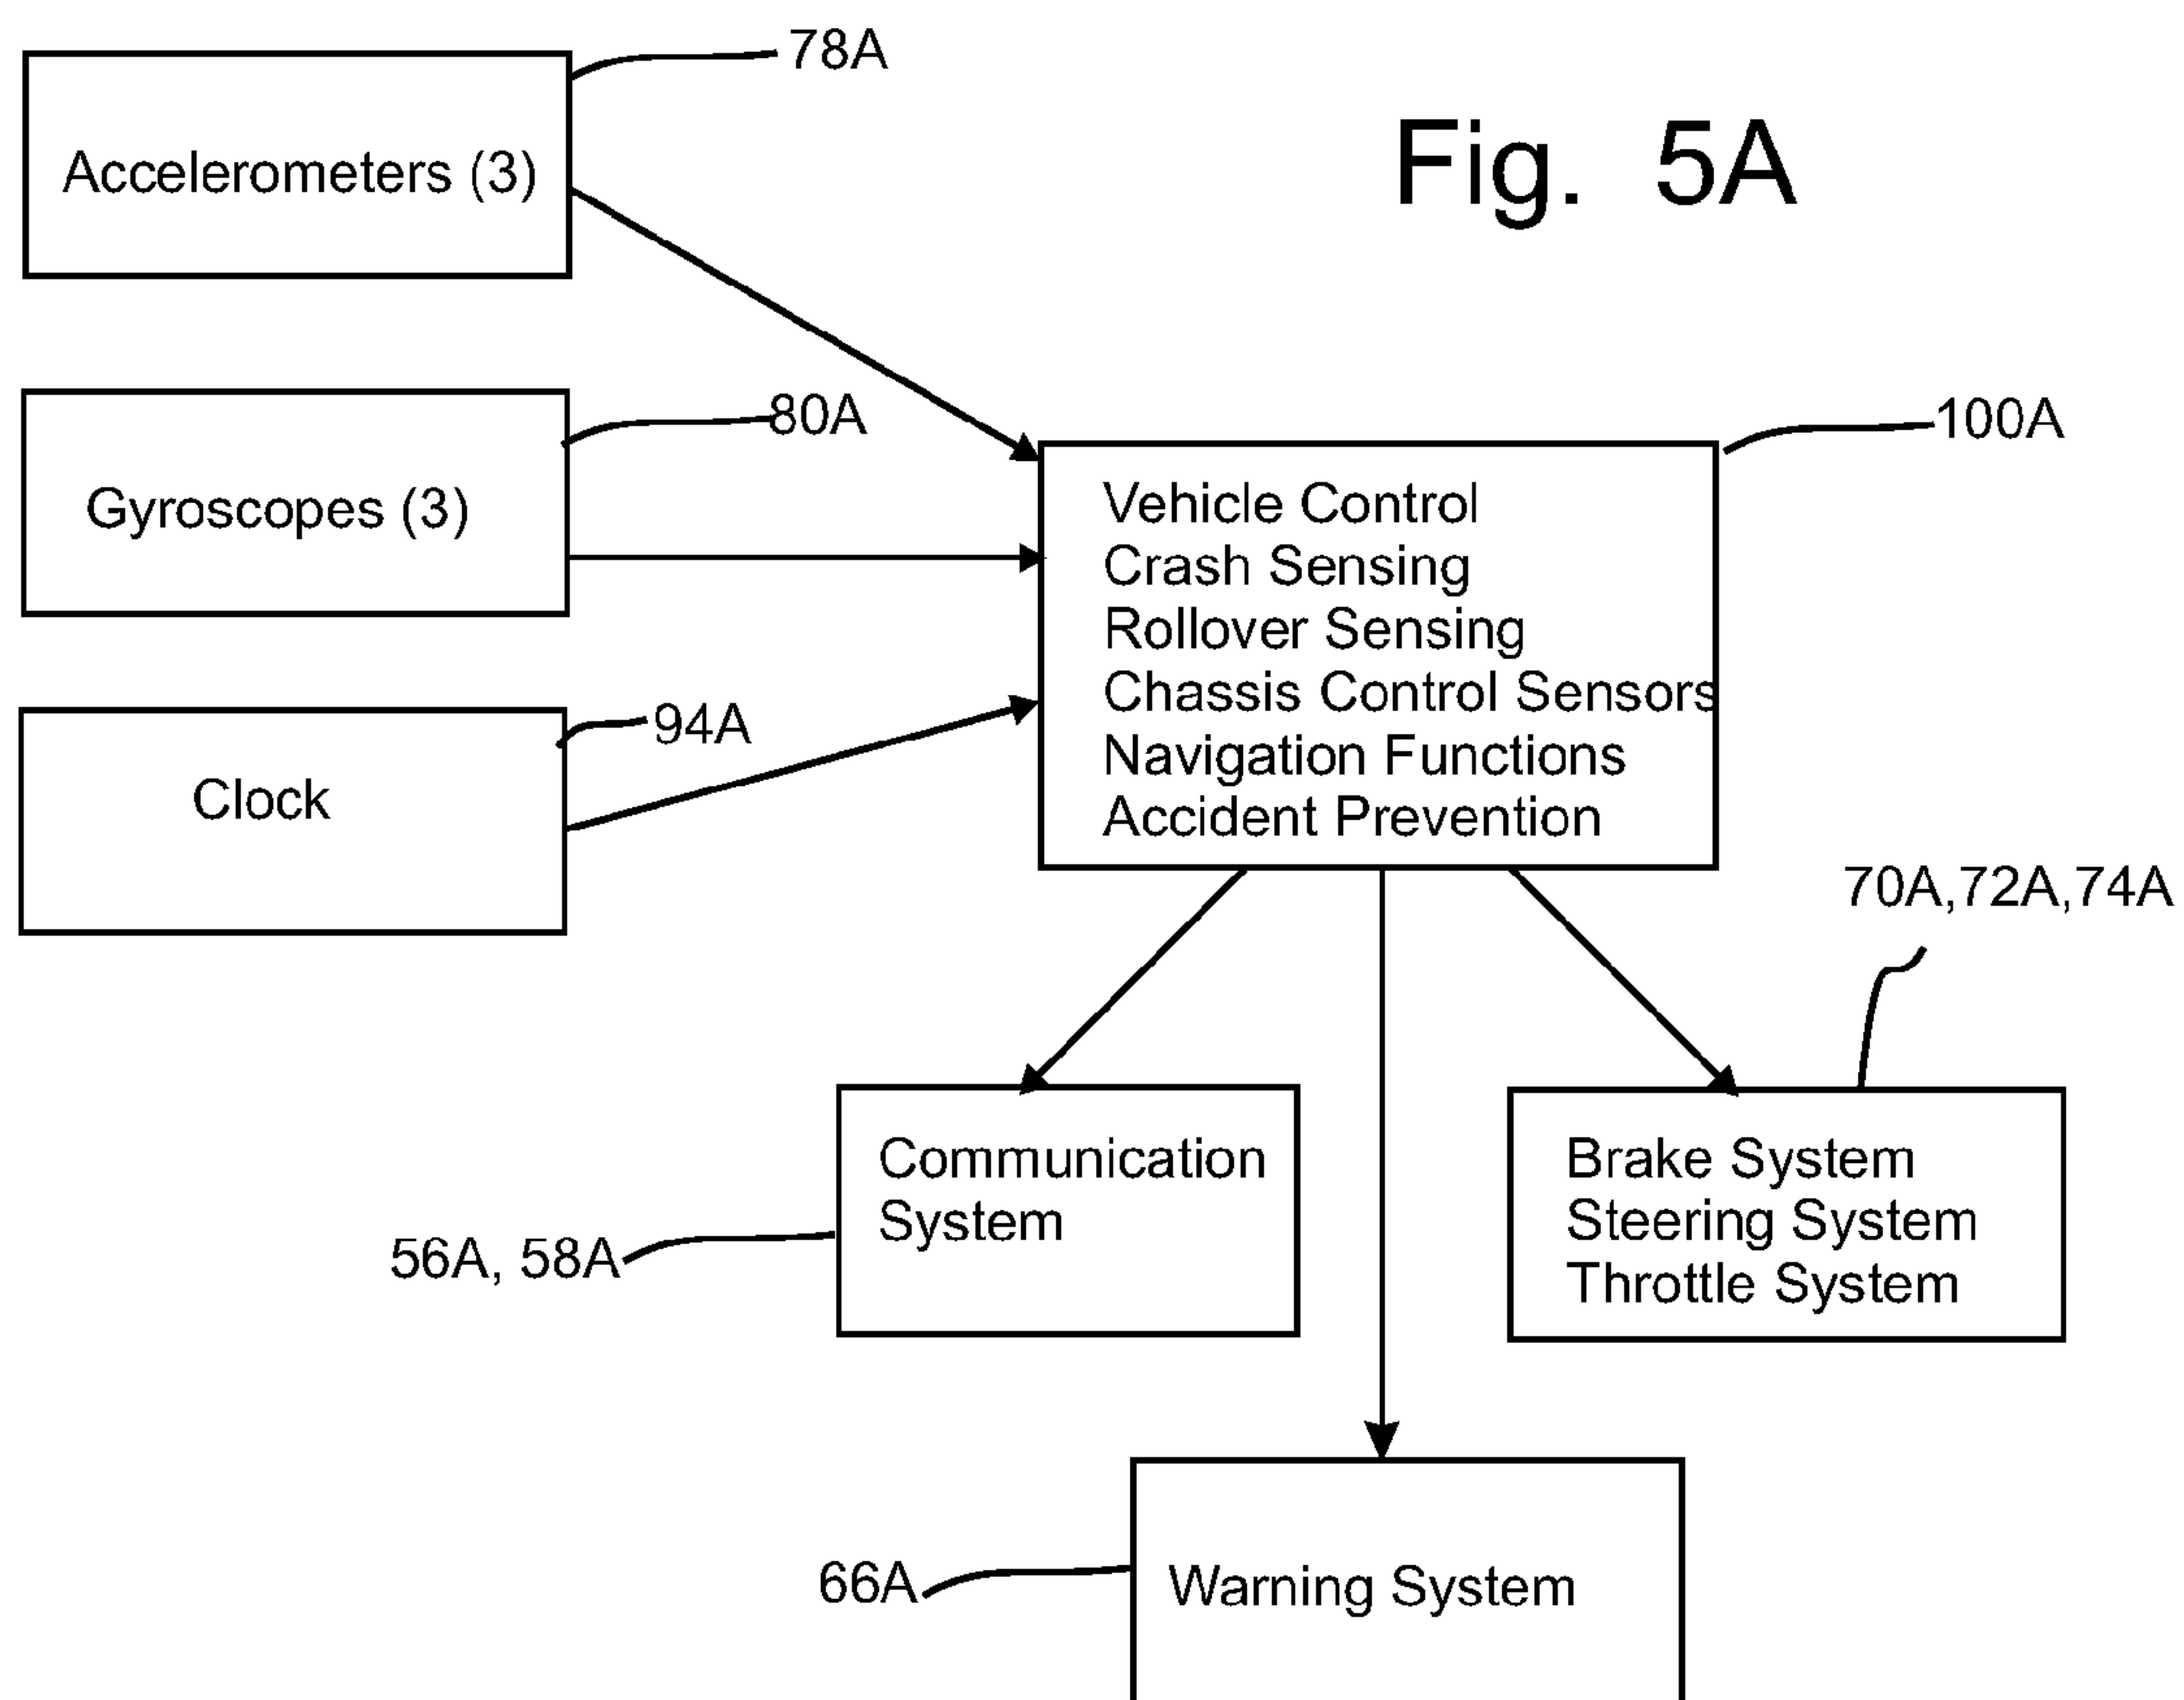 78A
Fig. 5A
Accelerometers (3)
80A
Gyroscopes (3)
100A
Vehicle Control
Crash Sensing
Rollover Sensing
Chassis Control Sensors
Navigation Functions
Accident Prevention
94A
Clock
70A,72A,74A
Communication
System
56A, 58A
Brake System
Steering System
Throttle System
66A
Warning System